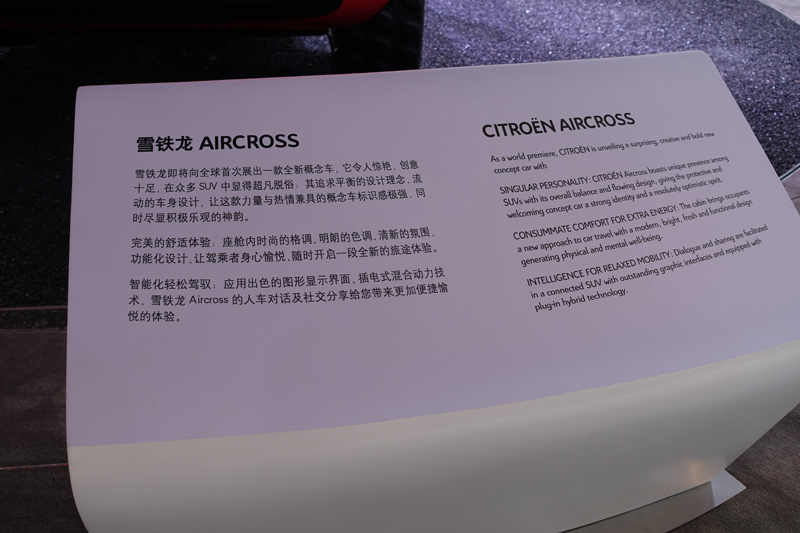 雪铁龙 AIRCROSS
雪铁龙即将向全球首次展出一款全新概念车，它令人惊艳，创意
十足，在众多 SUV 中显得超凡脱俗：其追求平衡的设计理念，流
动的车身设计，让这款力量与热情兼具的概念车标识感极强，同
时尽显积极乐观的神韵。
完美的舒适体验：座舱内时尚的格调、明朗的色调、清新的氛围，
功能化设计，让驾乘者身心愉悦，随时开启一段全新的旅途体验。
智能化轻松驾驭：应用出色的图形显示界面，插电式混合动力技
术，雪铁龙 Aircross 的人车对话及社交分享给您带来更加便捷愉
悦的体验。
CITROËN AIRCROSS
As a world premiere, CITROËN is unveiling a surprising, creative and bold new
concept car with
SINGULAR PERSONALITY: CITROËN Aircross boasts unique presence among
SUVs with its overall balance and flowing design, giving the protective and
welcoming concept car a strong identity and a resolutely optimistic spirit.
CONSUMMATE COMFORT FOR EXTRA ENERGY: The cabin brings occupants
a new approach to car travel with a modern, bright, fresh and functional design
generating physical and mental well-being.
INTELLIGENCE FOR RELAXED MOBILITY: Dialogue and sharing are facilitated
in a connected SUV with outstanding graphic interfaces and equipped with
plug-in hybrid technology.